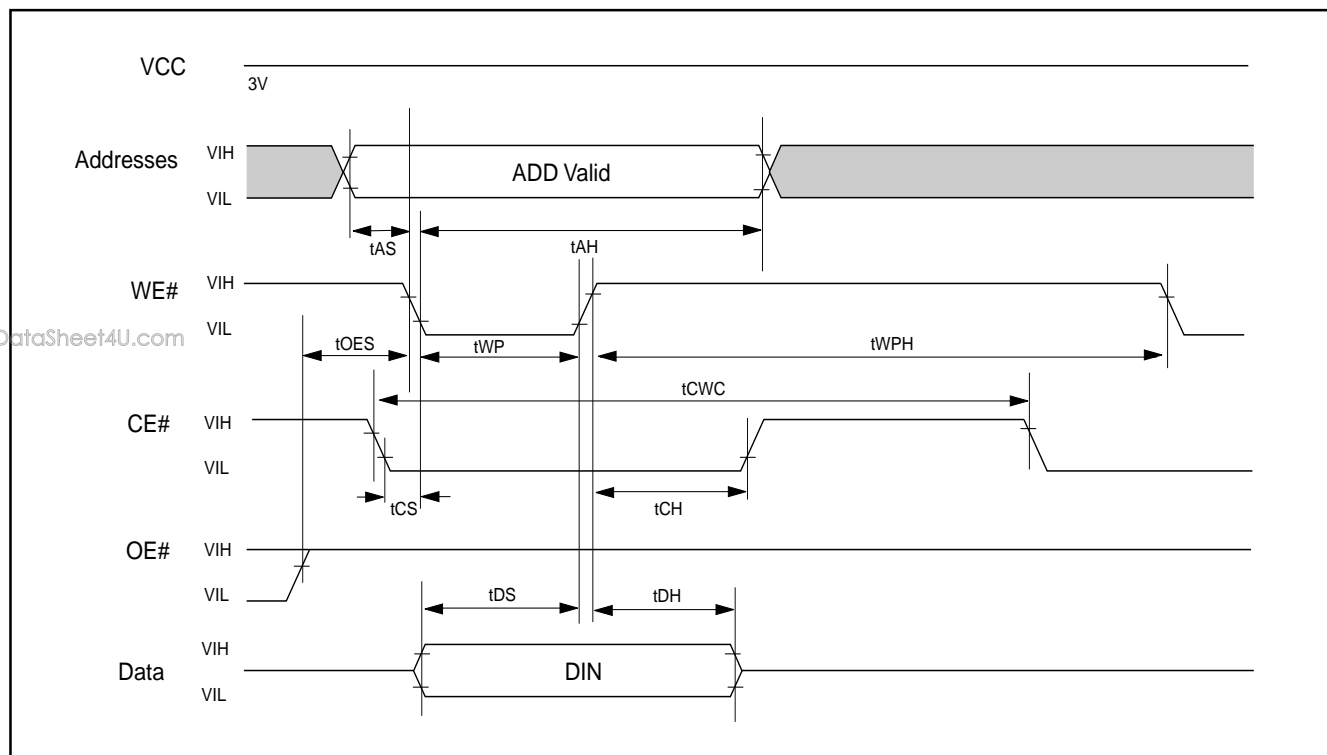 VCC
3V
Addresses
VIH
VIL
ADD Valid
tAS
tAH
WE#
VIH
VIL
DataSheet4U.com
tOES
tWP
tWPH
tCWC
CE#
VIH
VIL
tCS
tCH
OE#
VIH
VIL
tDS
tDH
Data
VIH
VIL
DIN